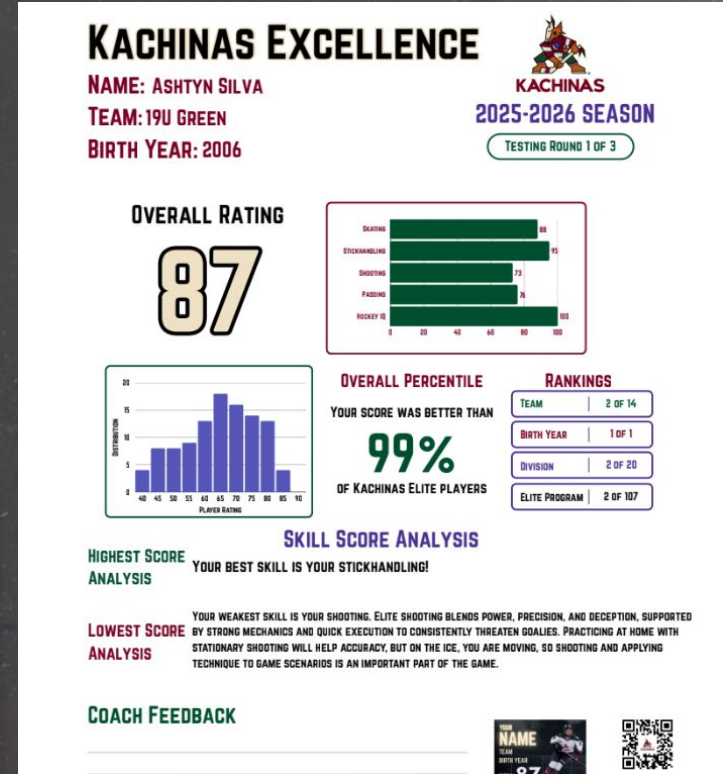 KACHINAS EXCELLENCE
NAME: ASHTYN SILVA
TEAM: 19U GREEN
BIRTH YEAR: 2006
KACHINAS
2025-2026 SEASON
TESTING ROUND 1 OF 3
OVERALL RATING
87
SKATING 88
STICKHANDLING 95
SHOOTING 73
PASSING 76
HOCKEY IQ 100
0 20 40 60 80 100
20
15
10
5
0
DISTRIBUTION
40 45 50 55 60 65 70 75 80 85 90
PLAYER RATING
OVERALL PERCENTILE
YOUR SCORE WAS BETTER THAN
99%
OF KACHINAS ELITE PLAYERS
RANKINGS
TEAM | 2 OF 14
BIRTH YEAR | 1 OF 1
DIVISION | 2 OF 20
ELITE PROGRAM | 2 OF 107
SKILL SCORE ANALYSIS
HIGHEST SCORE
ANALYSIS
YOUR BEST SKILL IS YOUR STICKHANDLING!
LOWEST SCORE
ANALYSIS
YOUR WEAKEST SKILL IS YOUR SHOOTING. ELITE SHOOTING BLENDS POWER, PRECISION, AND DECEPTION, SUPPORTED
BY STRONG MECHANICS AND QUICK EXECUTION TO CONSISTENTLY THREATEN GOALIES. PRACTICING AT HOME WITH
STATIONARY SHOOTING WILL HELP ACCURACY, BUT ON THE ICE, YOU ARE MOVING, SO SHOOTING AND APPLYING
TECHNIQUE TO GAME SCENARIOS IS AN IMPORTANT PART OF THE GAME.
COACH FEEDBACK
YOUR
NAME
TEAM
BIRTH YEAR
87